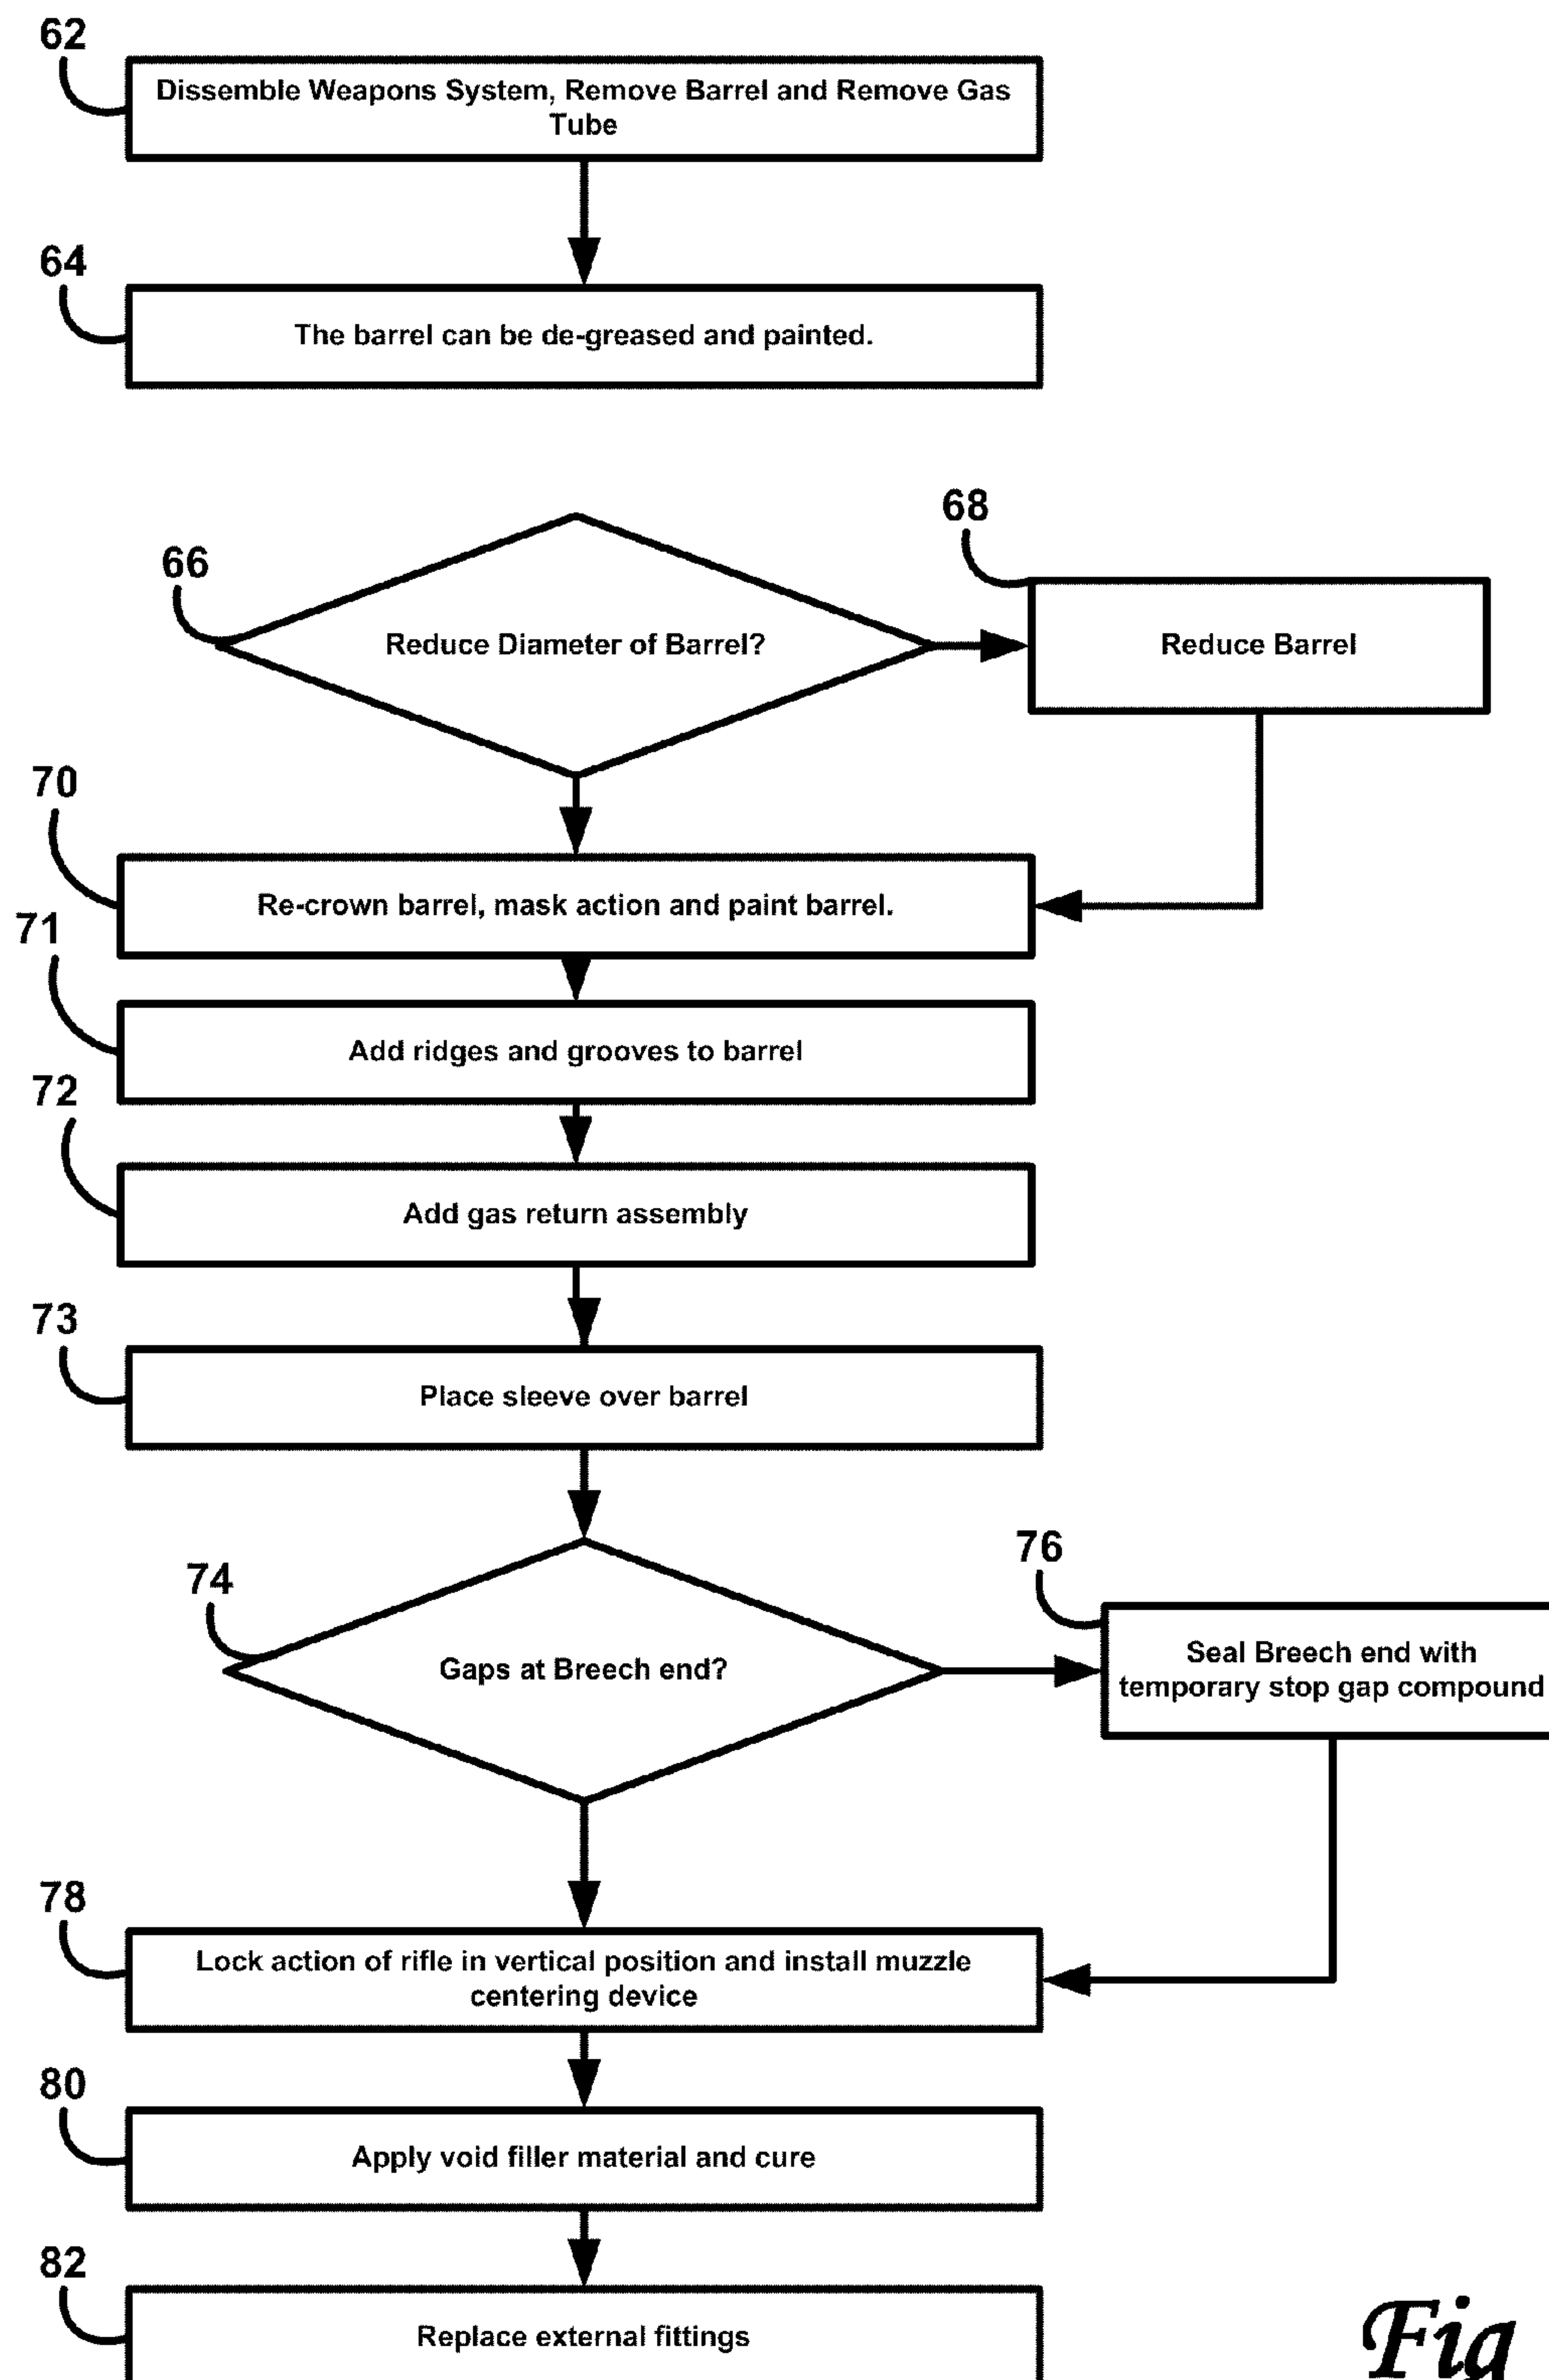 62
Dissemble Weapons System, Remove Barrel and Remove Gas
Tube
64
The barrel can be de-greased and painted.
68
66
Reduce Diameter of Barrel?
Reduce Barrel
70
Re-crown barrel, mask action and paint barrel.
71
Add ridges and grooves to barrel
72
Add gas return assembly
73
Place sleeve over barrel
76
74
Gaps at Breech end?
Seal Breech end with
temporary stop gap compound
78
Lock action of rifle in vertical position and install muzzle
centering device
80
Apply void filler material and cure
82
Replace external fittings
Fig